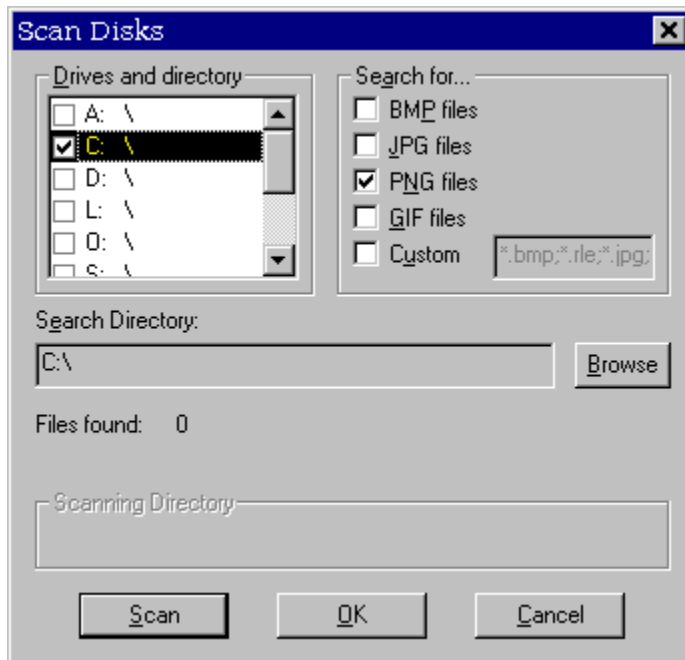 Scan Disks
Drives and directory
A: \
C: \
D: \
L: \
O: \
S: \
Search for...
BMP files
JPG files
PNG files
GIF files
Custom *.bmp;*.rle;*.jpg;
Search Directory:
C:\
Browse
Files found: 0
Scanning Directory
Scan OK Cancel